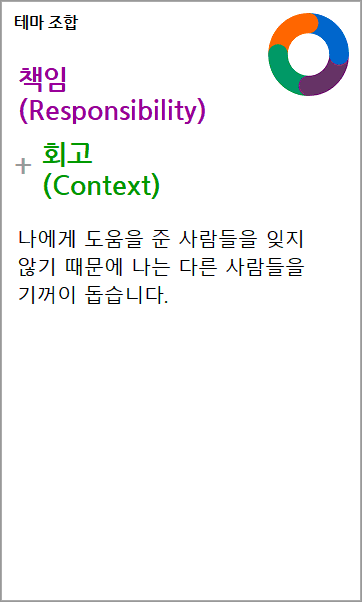 테마 조합
책임
(Responsibility)
+ 회고
(Context)
나에게 도움을 준 사람들을 잊지
않기 때문에 나는 다른 사람들을
기꺼이 돕습니다.